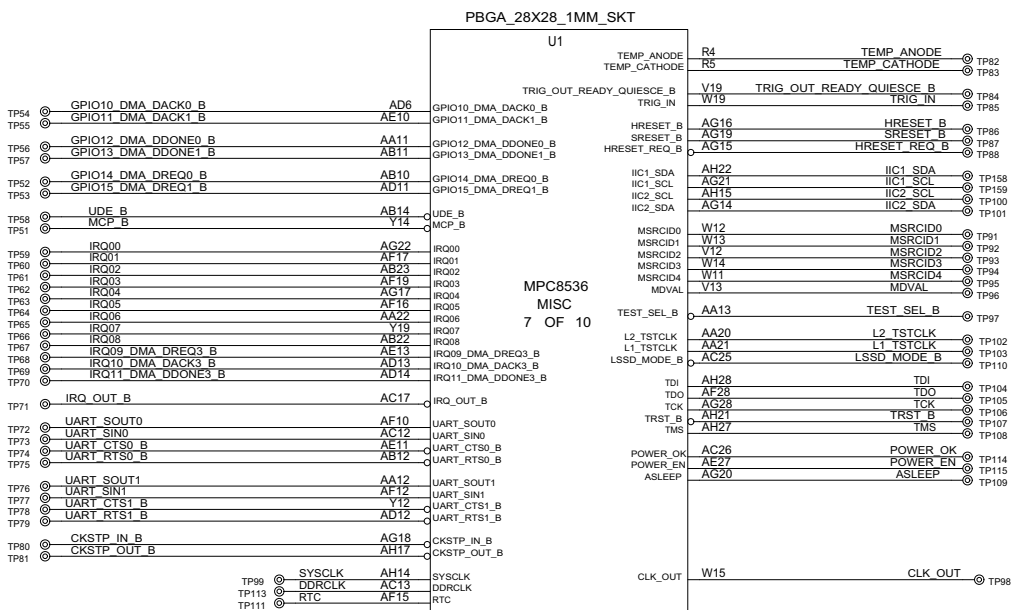 PBGA_28X28_1MM_SKT
U1
MPC8536
MISC
7 OF 10
TP54 GPIO10_DMA_DACK0_B AD6 GPIO10_DMA_DACK0_B
TP55 GPIO11_DMA_DACK1_B AE10 GPIO11_DMA_DACK1_B
TP56 GPIO12_DMA_DDONE0_B AA11 GPIO12_DMA_DDONE0_B
TP57 GPIO13_DMA_DDONE1_B AB11 GPIO13_DMA_DDONE1_B
TP52 GPIO14_DMA_DREQ0_B AB10 GPIO14_DMA_DREQ0_B
TP53 GPIO15_DMA_DREQ1_B AD11 GPIO15_DMA_DREQ1_B
TP58 UDE_B AB14 UDE_B
TP51 MCP_B Y14 MCP_B
TP59 IRQ00 AG22 IRQ00
TP60 IRQ01 AF17 IRQ01
TP61 IRQ02 AB23 IRQ02
TP62 IRQ03 AF19 IRQ03
TP63 IRQ04 AG17 IRQ04
TP64 IRQ05 AF16 IRQ05
TP65 IRQ06 AA22 IRQ06
TP66 IRQ07 Y19 IRQ07
TP67 IRQ08 AB22 IRQ08
TP68 IRQ09_DMA_DREQ3_B AE13 IRQ09_DMA_DREQ3_B
TP69 IRQ10_DMA_DACK3_B AD13 IRQ10_DMA_DACK3_B
TP70 IRQ11_DMA_DDONE3_B AD14 IRQ11_DMA_DDONE3_B
TP71 IRQ_OUT_B AC17 IRQ_OUT_B
TP72 UART_SOUT0 AF10 UART_SOUT0
TP73 UART_SIN0 AC12 UART_SIN0
TP74 UART_CTS0_B AE11 UART_CTS0_B
TP75 UART_RTS0_B AB12 UART_RTS0_B
TP76 UART_SOUT1 AA12 UART_SOUT1
TP77 UART_SIN1 AF12 UART_SIN1
TP78 UART_CTS1_B Y12 UART_CTS1_B
TP79 UART_RTS1_B AD12 UART_RTS1_B
TP80 CKSTP_IN_B AG18 CKSTP_IN_B
TP81 CKSTP_OUT_B AH17 CKSTP_OUT_B
TP99 SYSCLK AH14 SYSCLK
TP113 DDRCLK AC13 DDRCLK
TP111 RTC AF15 RTC
TEMP_ANODE R4 TEMP_ANODE TP82
TEMP_CATHODE R5 TEMP_CATHODE TP83
TRIG_OUT_READY_QUIESCE_B V19 TRIG_OUT_READY_QUIESCE_B TP84
TRIG_IN W19 TRIG_IN TP85
HRESET_B AG16 HRESET_B TP86
SRESET_B AG19 SRESET_B TP87
HRESET_REQ_B AG15 HRESET_REQ_B TP88
IIC1_SDA AH22 IIC1_SDA TP158
IIC1_SCL AG21 IIC1_SCL TP159
IIC2_SCL AH15 IIC2_SCL TP100
IIC2_SDA AG14 IIC2_SDA TP101
MSRCID0 W12 MSRCID0 TP91
MSRCID1 W13 MSRCID1 TP92
MSRCID2 V12 MSRCID2 TP93
MSRCID3 W14 MSRCID3 TP94
MSRCID4 W11 MSRCID4 TP95
MDVAL V13 MDVAL TP96
TEST_SEL_B AA13 TEST_SEL_B TP97
L2_TSTCLK AA20 L2_TSTCLK TP102
L1_TSTCLK AA21 L1_TSTCLK TP103
LSSD_MODE_B AC25 LSSD_MODE_B TP110
TDI AH28 TDI TP104
TDO AF28 TDO TP105
TCK AG28 TCK TP106
TRST_B AH21 TRST_B TP107
TMS AH27 TMS TP108
POWER_OK AC26 POWER_OK TP114
POWER_EN AE27 POWER_EN TP115
ASLEEP AG20 ASLEEP TP109
CLK_OUT W15 CLK_OUT TP98